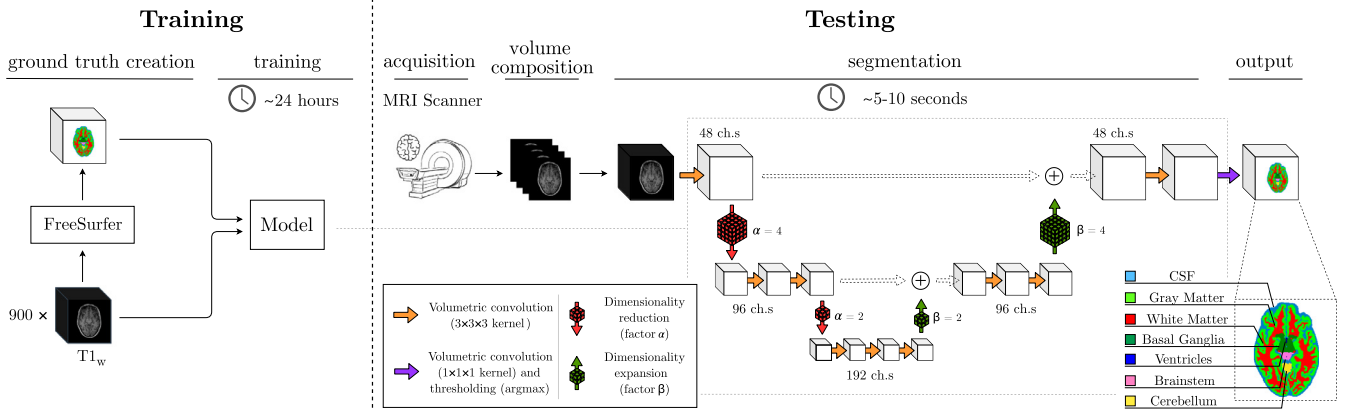 Training
ground truth creation
training
~24 hours
FreeSurfer
Model
900 ×
T1w
Testing
acquisition
volume
composition
segmentation
output
MRI Scanner
~5-10 seconds
48 ch.s
48 ch.s
α = 4
β = 4
96 ch.s
α = 2
β = 2
96 ch.s
192 ch.s
Volumetric convolution
(3×3×3 kernel)
Dimensionality
reduction
(factor α)
Volumetric convolution
(1×1×1 kernel) and
thresholding (argmax)
Dimensionality
expansion
(factor β)
CSF
Gray Matter
White Matter
Basal Ganglia
Ventricles
Brainstem
Cerebellum